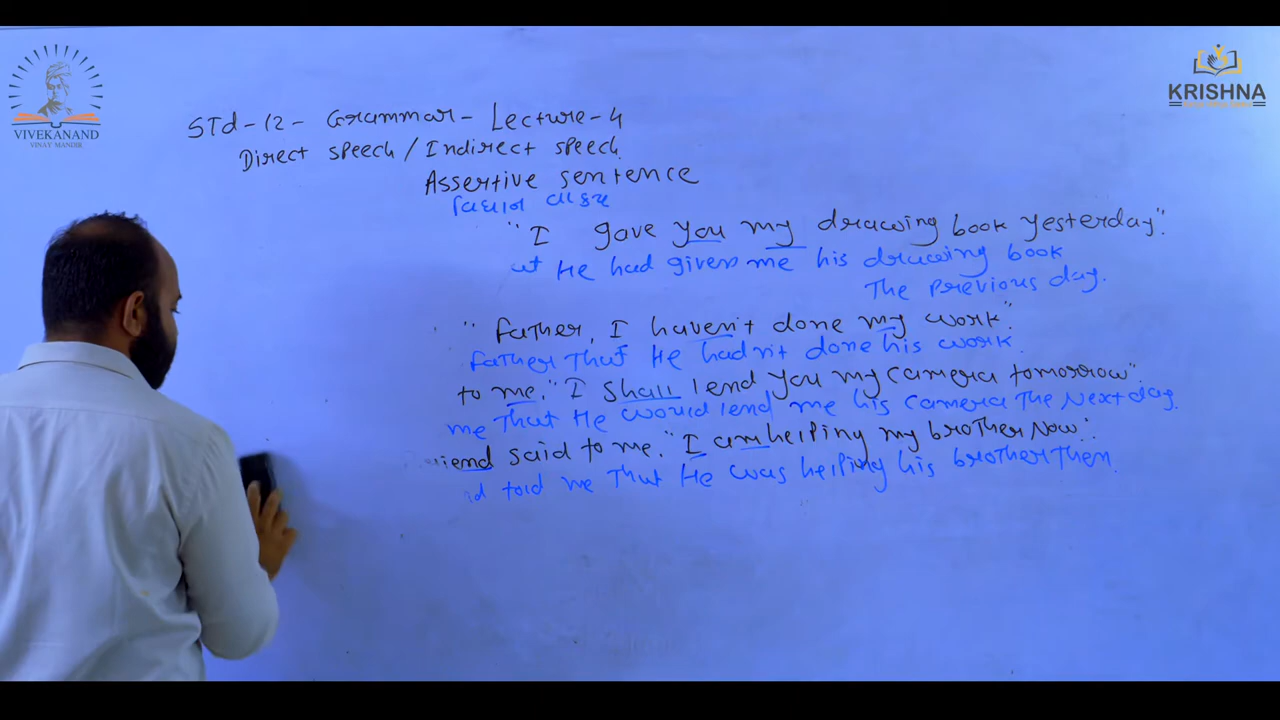 VIVEKANAND
VINAY MANDIR
KRISHNA
STd-12- Grammar- Lecture-4
Direct speech / Indirect speech
Assertive sentence
વિધાન વાક્ય
"I gave you my drawing book yesterday".
at He had given me his drawing book
The previous day.
"Father, I haven't done my work."
Father That He hadn't done his work.
to me. "I shall lend you my camera tomorrow".
me That He would lend me his camera The Next day.
iend said to me. "I am helping my brother Now".
nd told me That He was helping his brother Then.